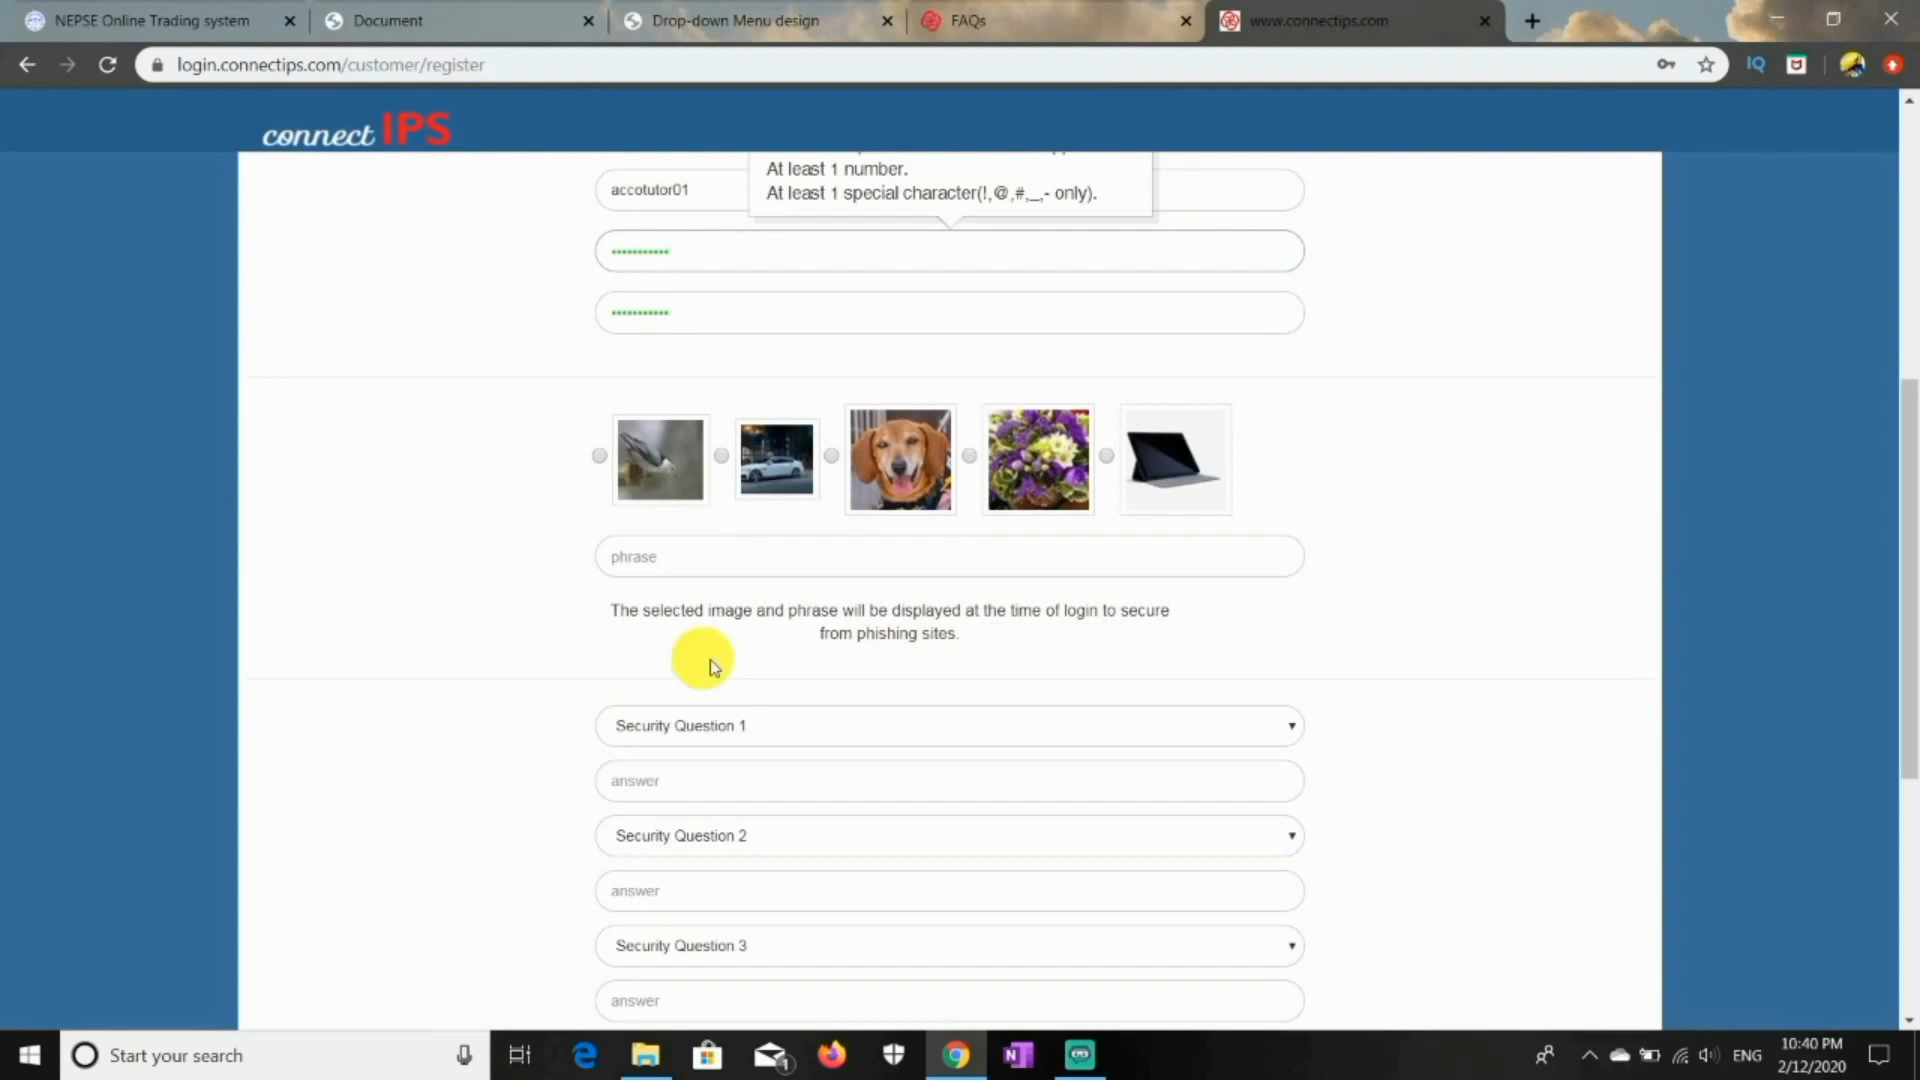 NEPSE Online Trading system
Document
Drop-down Menu design
FAQs
www.connectips.com
login.connectips.com/customer/register
IQ
connect IPS
At least 1 number.
At least 1 special character(!,@,#,_,- only).
accotutor01
phrase
The selected image and phrase will be displayed at the time of login to secure
from phishing sites.
Security Question 1
answer
Security Question 2
answer
Security Question 3
answer
Start your search
1
ENG
10:40 PM
2/12/2020